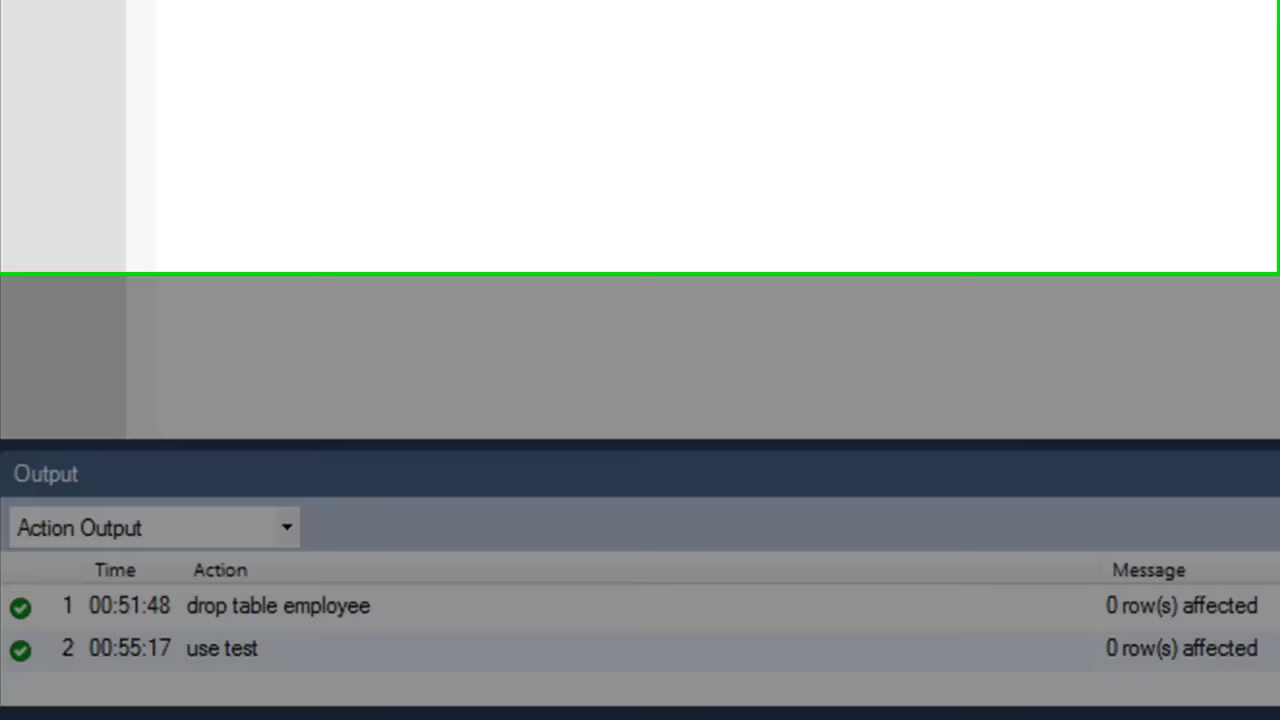 Output
Action Output
Time Action Message
1 00:51:48 drop table employee 0 row(s) affected
2 00:55:17 use test 0 row(s) affected